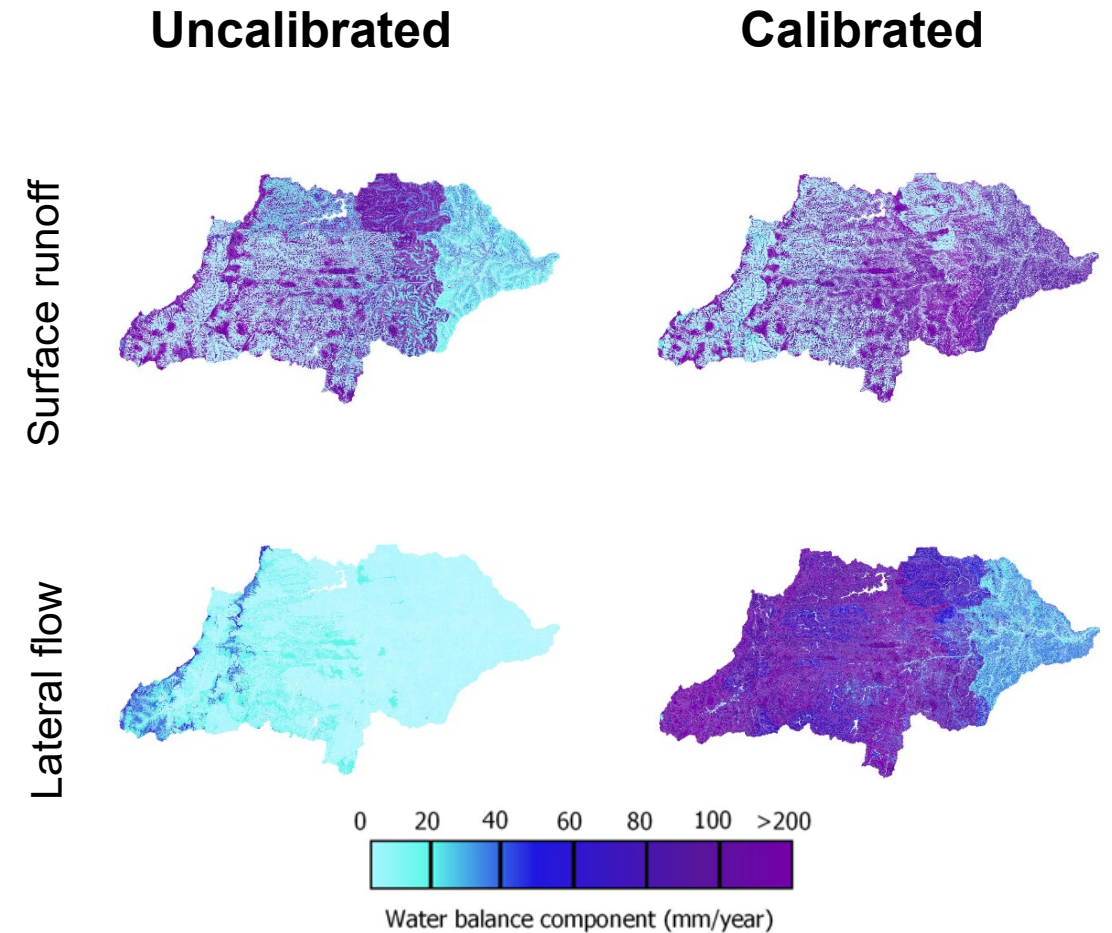 Uncalibrated Calibrated
Surface runoff
Lateral flow
0 20 40 60 80 100 >200
Water balance component (mm/year)